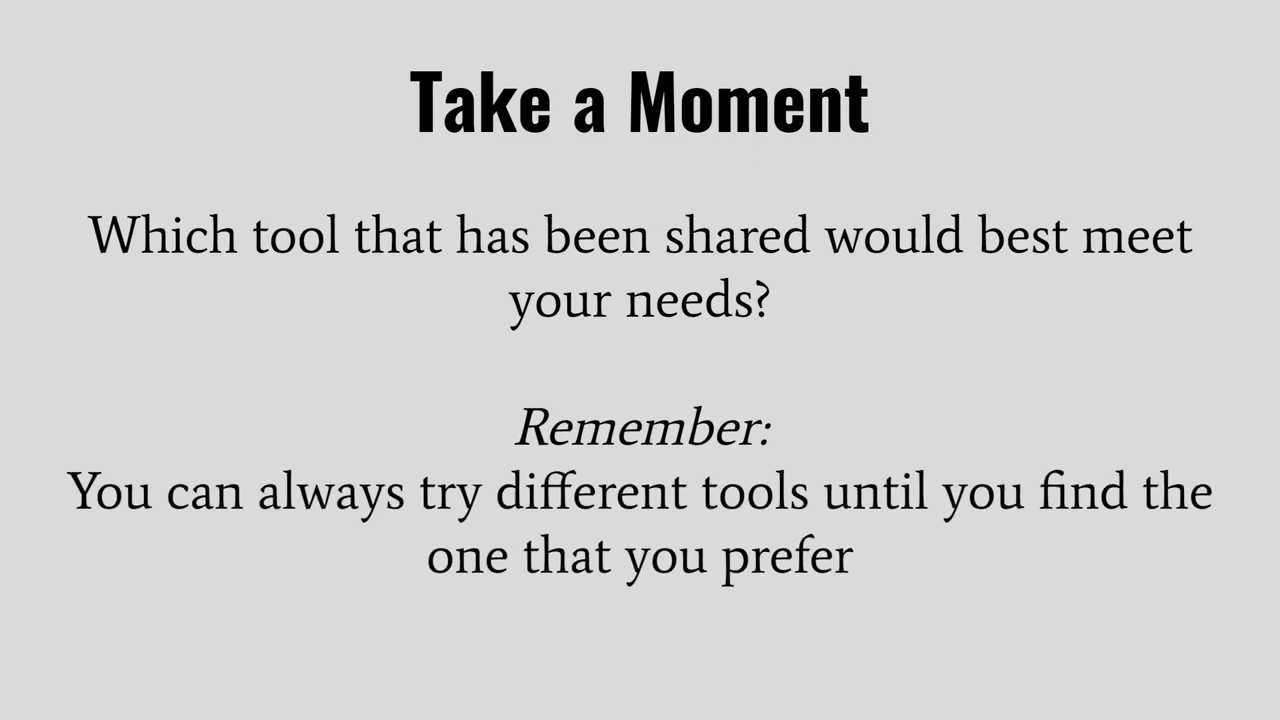 Take a Moment
Which tool that has been shared would best meet
your needs?
Remember:
You can always try different tools until you find the
one that you prefer